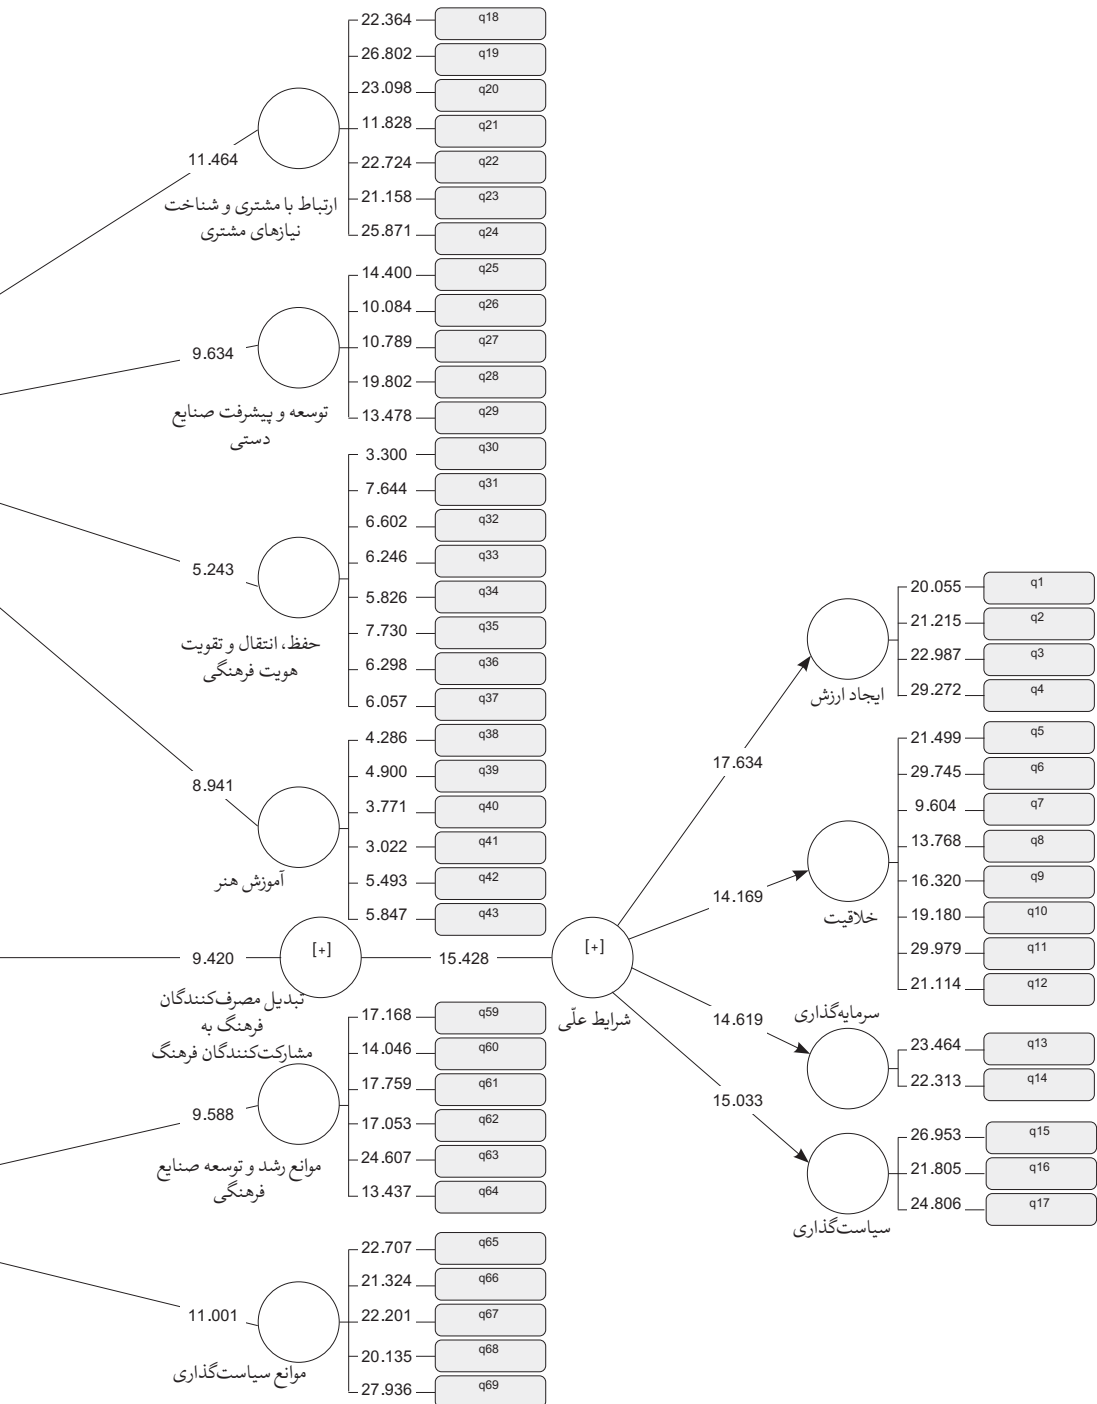 22.364 q18
26.802 q19
23.098 q20
11.828 q21
22.724 q22
21.158 q23
25.871 q24
11.464
ارتباط با مشتری و شناخت
نیازهای مشتری
14.400 q25
10.084 q26
10.789 q27
19.802 q28
13.478 q29
9.634
توسعه و پیشرفت صنایع
دستی
3.300 q30
7.644 q31
6.602 q32
6.246 q33
5.826 q34
7.730 q35
6.298 q36
6.057 q37
5.243
حفظ، انتقال و تقویت
هویت فرهنگی
4.286 q38
4.900 q39
3.771 q40
3.022 q41
5.493 q42
5.847 q43
8.941
آموزش هنر
9.420
[+]
15.428
[+]
تبدیل مصرف‌کنندگان
فرهنگ به
مشارکت‌کنندگان فرهنگ
شرایط علّی
17.168 q59
14.046 q60
17.759 q61
17.053 q62
24.607 q63
13.437 q64
9.588
موانع رشد و توسعه صنایع
فرهنگی
22.707 q65
21.324 q66
22.201 q67
20.135 q68
27.936 q69
11.001
موانع سیاست‌گذاری
20.055 q1
21.215 q2
22.987 q3
29.272 q4
ایجاد ارزش
17.634
21.499 q5
29.745 q6
9.604 q7
13.768 q8
16.320 q9
19.180 q10
29.979 q11
21.114 q12
14.169
خلاقیت
سرمایه‌گذاری
14.619
23.464 q13
22.313 q14
15.033
26.953 q15
21.805 q16
24.806 q17
سیاست‌گذاری